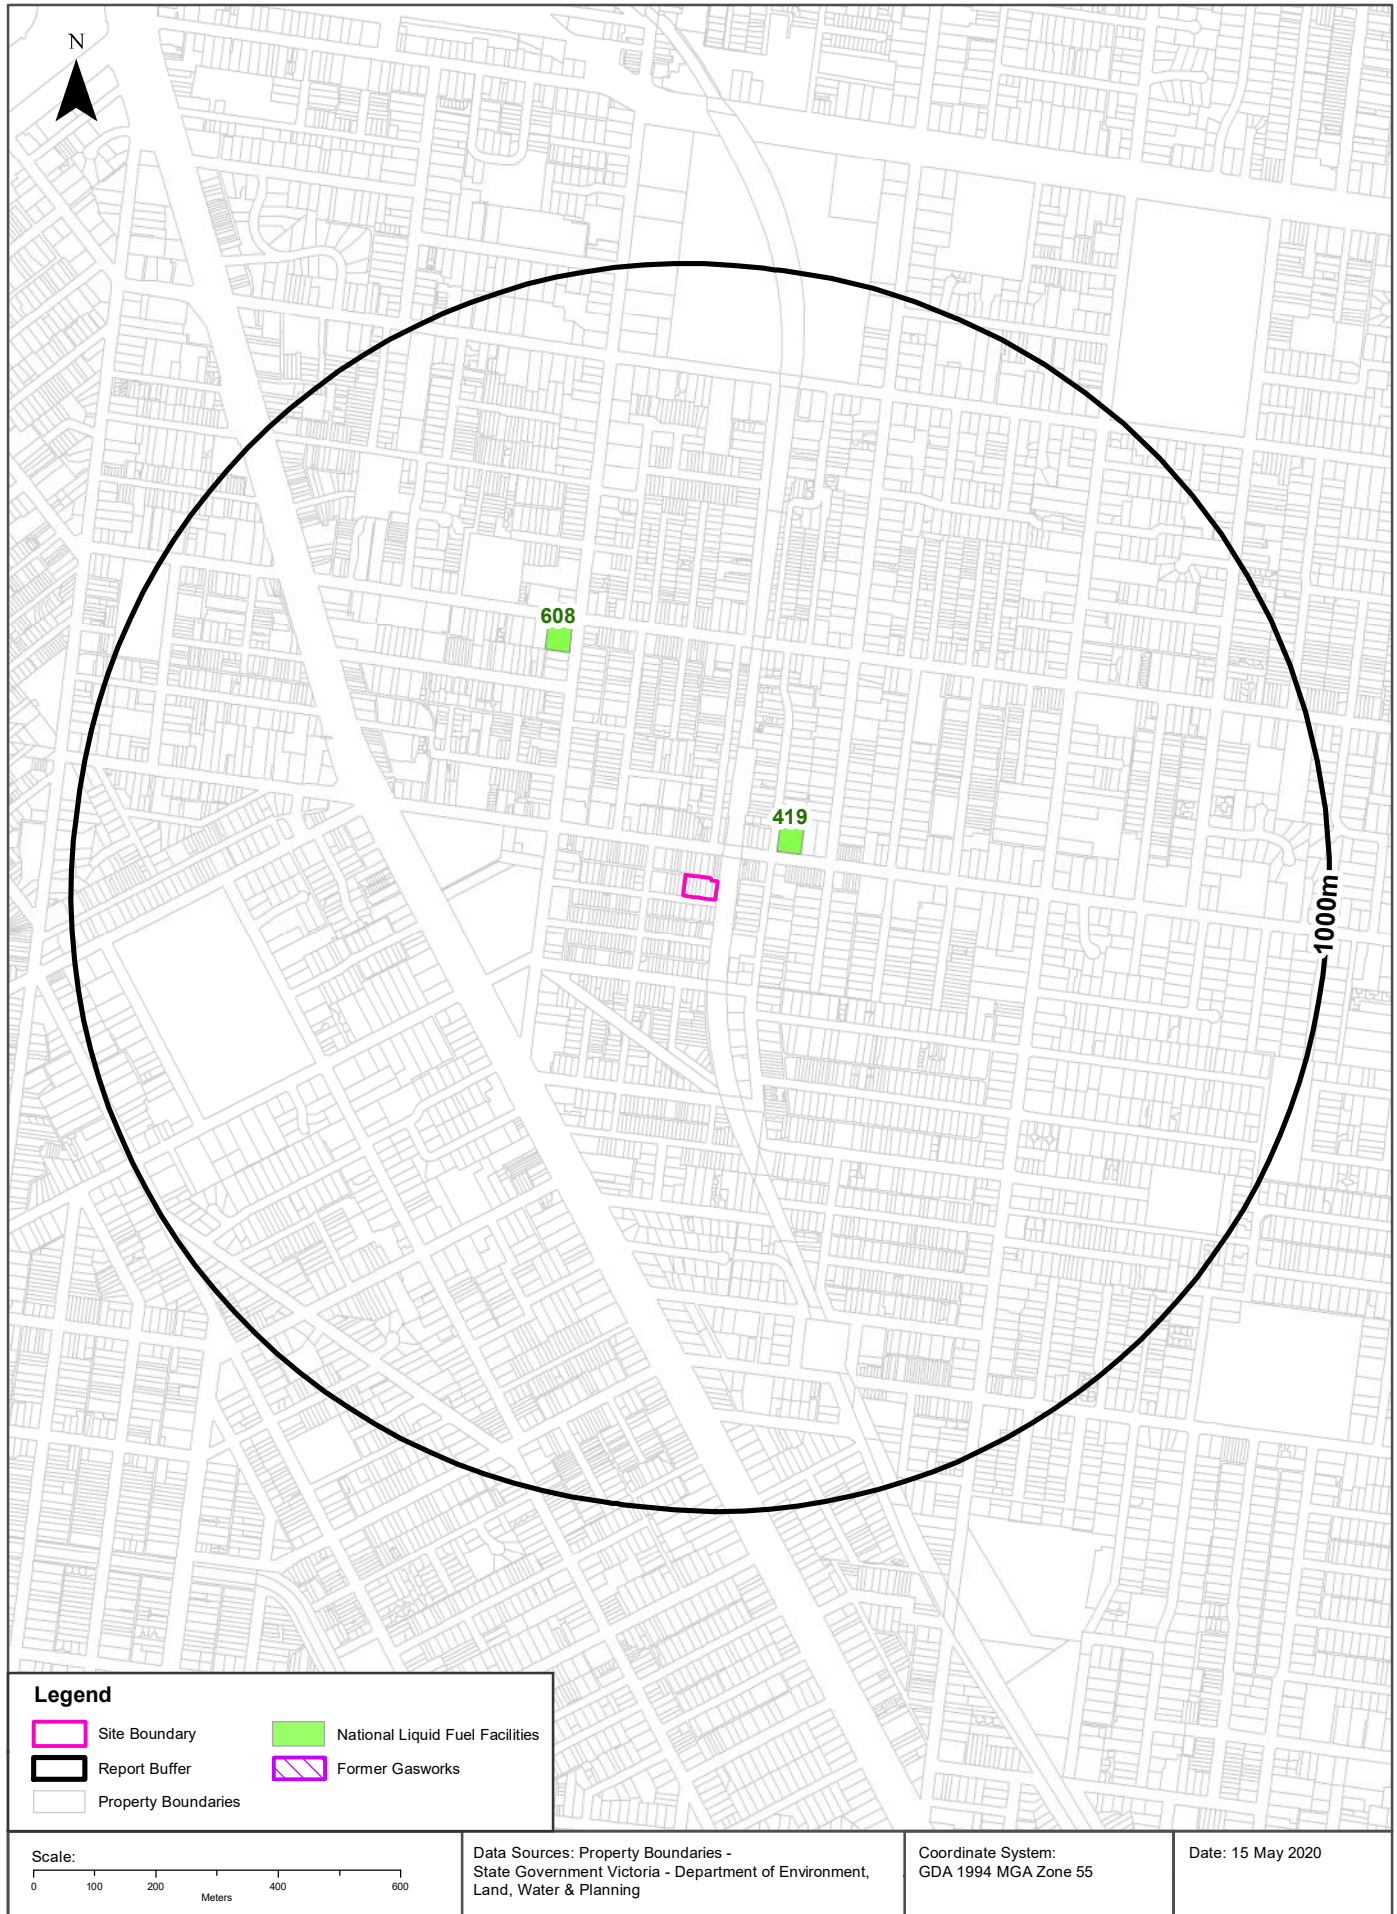 N
608
419
1000m
Legend
Site Boundary
National Liquid Fuel Facilities
Report Buffer
Former Gasworks
Property Boundaries
Scale:
0 100 200 400 600
Meters
Data Sources: Property Boundaries -
State Government Victoria - Department of Environment,
Land, Water & Planning
Coordinate System:
GDA 1994 MGA Zone 55
Date: 15 May 2020